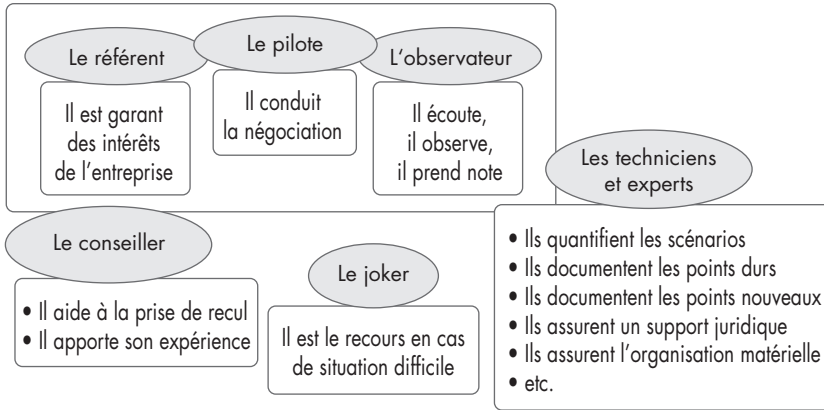 Le référent
Il est garant
des intérêts
de l'entreprise
Le pilote
Il conduit
la négociation
L'observateur
Il écoute,
il observe,
il prend note
Les techniciens
et experts
• Ils quantifient les scénarios
• Ils documentent les points durs
• Ils documentent les points nouveaux
• Ils assurent un support juridique
• Ils assurent l'organisation matérielle
• etc.
Le conseiller
• Il aide à la prise de recul
• Il apporte son expérience
Le joker
Il est le recours en cas
de situation difficile